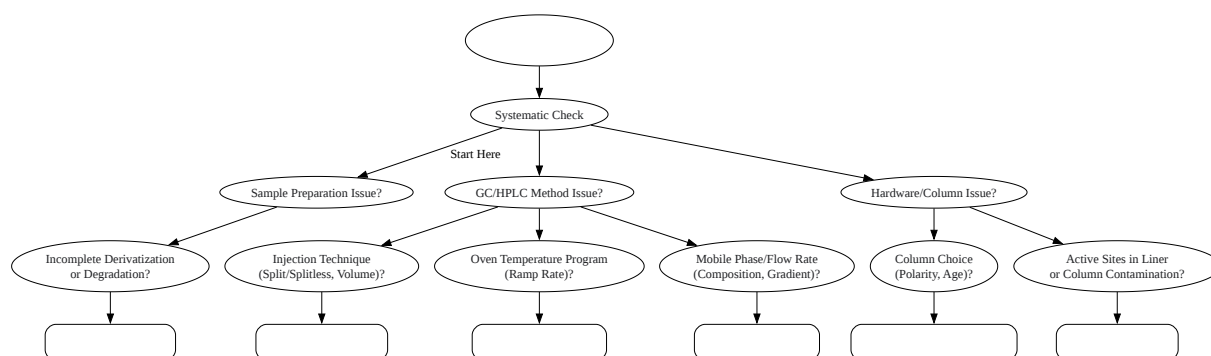 Systematic Check
Start Here
Sample Preparation Issue?
GC/HPLC Method Issue?
Hardware/Column Issue?
Incomplete Derivatization
or Degradation?
Injection Technique
(Split/Splitless, Volume)?
Oven Temperature Program
(Ramp Rate)?
Mobile Phase/Flow Rate
(Composition, Gradient)?
Column Choice
(Polarity, Age)?
Active Sites in Liner
or Column Contamination?